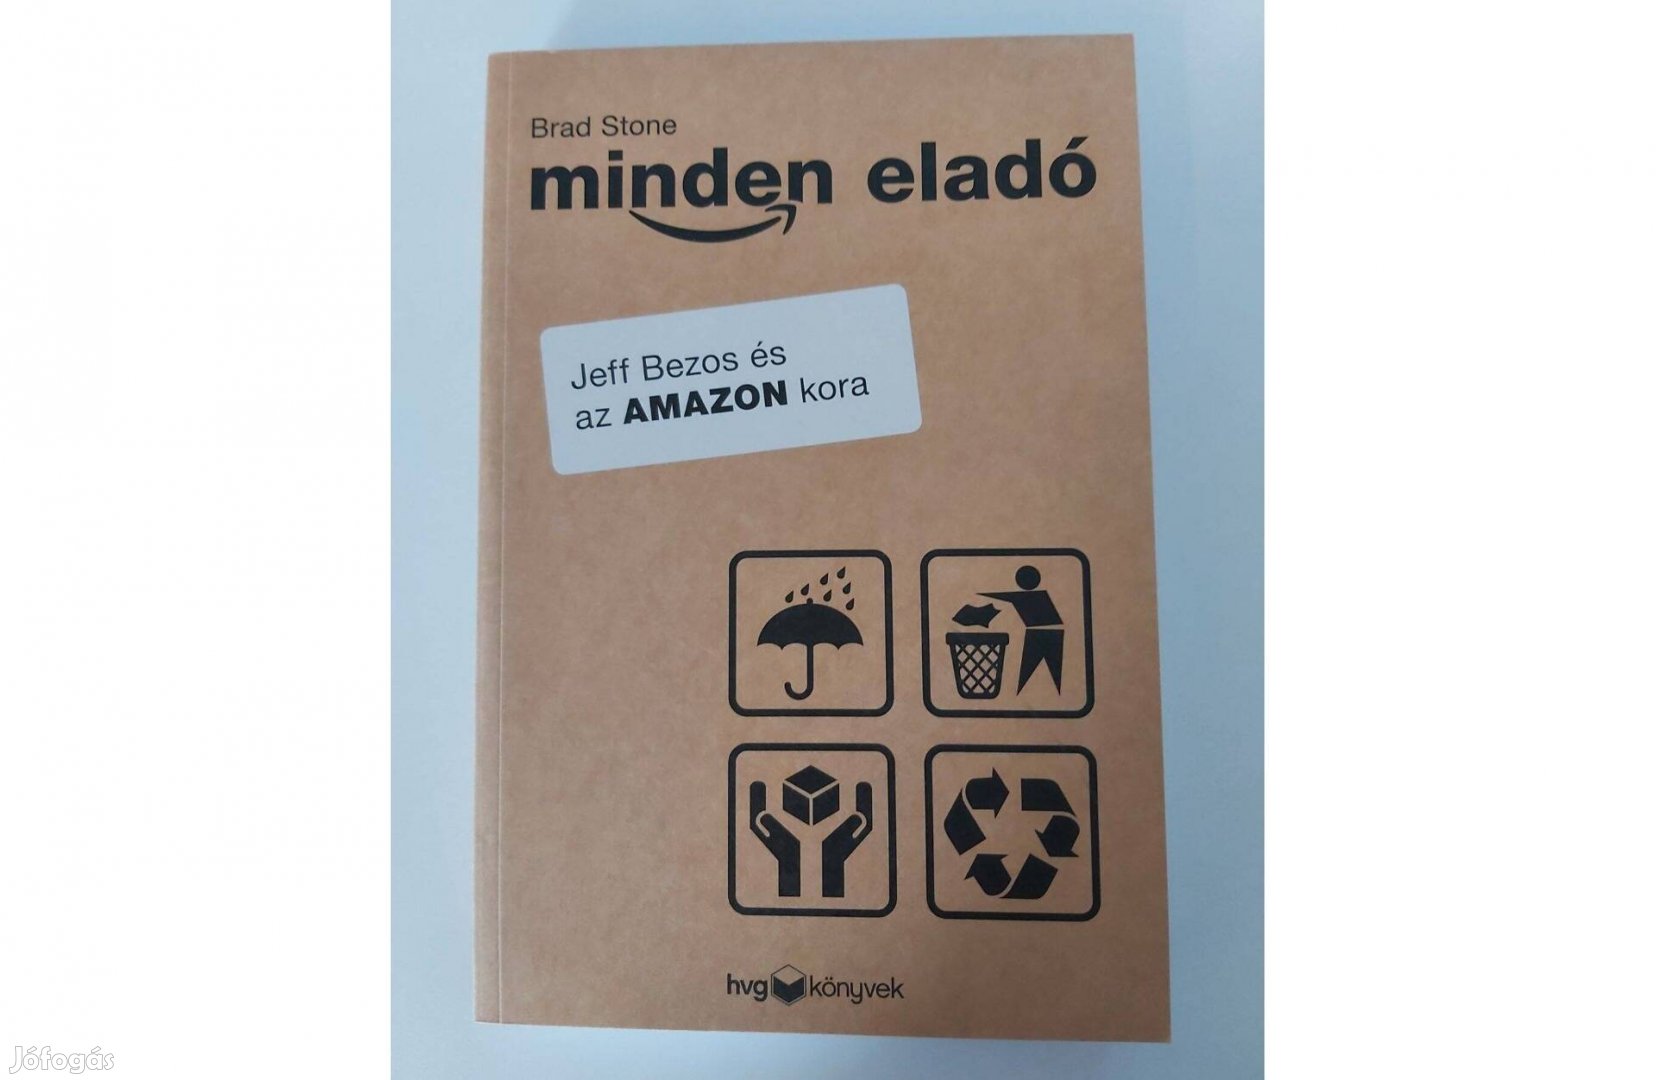 Brad Stone
minden eladó
Jeff Bezos és
az AMAZON kora
hvg könyvek
Jófogás